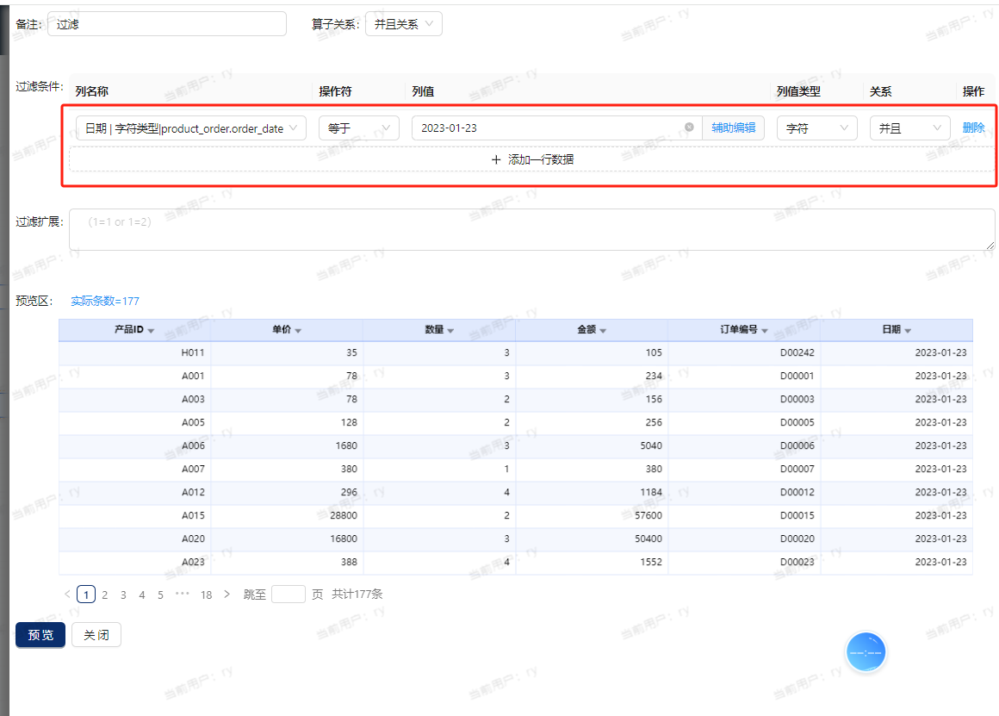 备注: 过滤 算子关系: 并且关系
过滤条件: 列名称 操作符 列值 列值类型 关系 操作
日期 | 字符类型|product_order.order_date 等于 2023-01-23 辅助编辑 字符 并且 删除
+ 添加一行数据
过滤扩展: (1=1 or 1=2)
预览区: 实际条数=177
产品ID 单价 数量 金额 订单编号 日期
H011 35 3 105 D00242 2023-01-23
A001 78 3 234 D00001 2023-01-23
A003 78 2 156 D00003 2023-01-23
A005 128 2 256 D00005 2023-01-23
A006 1680 3 5040 D00006 2023-01-23
A007 380 1 380 D00007 2023-01-23
A012 296 4 1184 D00012 2023-01-23
A015 28800 2 57600 D00015 2023-01-23
A020 16800 3 50400 D00020 2023-01-23
A023 388 4 1552 D00023 2023-01-23
< 1 2 3 4 5 ··· 18 > 跳至 页 共计177条
预览 关闭
当前用户: ry